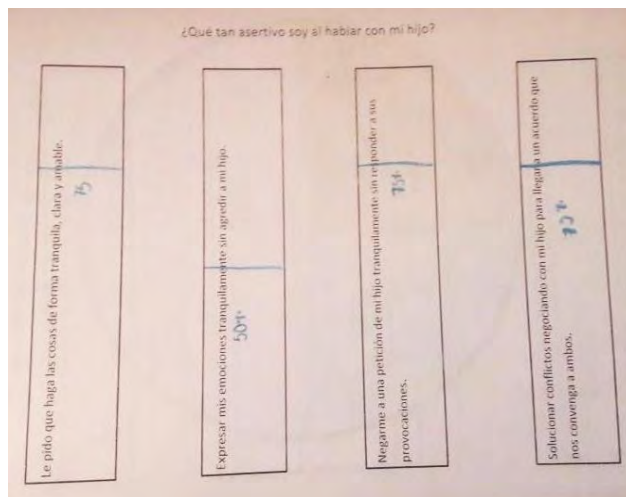 ¿Qué tan asertivo soy al hablar con mi hijo?
Le pido que haga las cosas de forma tranquila, clara y amable.
75
Expresar mis emociones tranquilamente sin agredir a mi hijo.
50%
Negarme a una petición de mi hijo tranquilamente sin responder a sus
provocaciones.
75%
Solucionar conflictos negociando con mi hijo para llegar a un acuerdo que
nos convenga a ambos.
70%